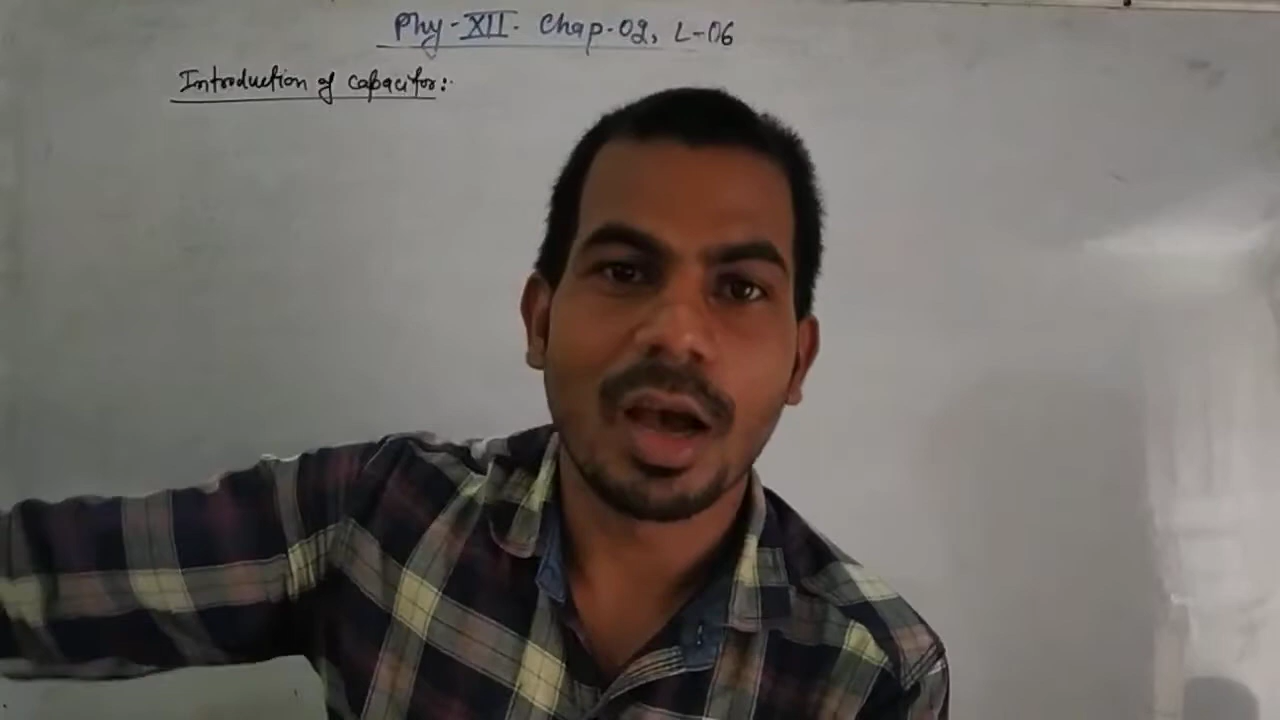 Phy-XII. Chap-02, L-06
Introduction of capacitor:-